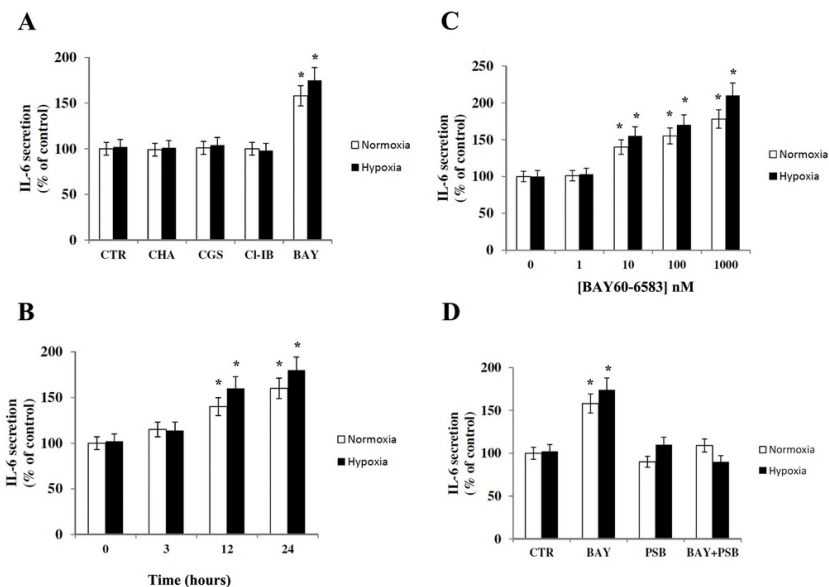 A
200
150
100
50
0
IL-6 secretion
(% of control)
* *
Normoxia
Hypoxia
CTR CHA CGS Cl-IB BAY
B
200
150
100
50
0
IL-6 secretion
(% of control)
* * * *
Normoxia
Hypoxia
0 3 12 24
Time (hours)
C
250
200
150
100
50
0
IL-6 secretion
(% of control)
* * * * * *
Normoxia
Hypoxia
0 1 10 100 1000
[BAY60-6583] nM
D
200
150
100
50
0
IL-6 secretion
(% of control)
* *
Normoxia
Hypoxia
CTR BAY PSB BAY+PSB